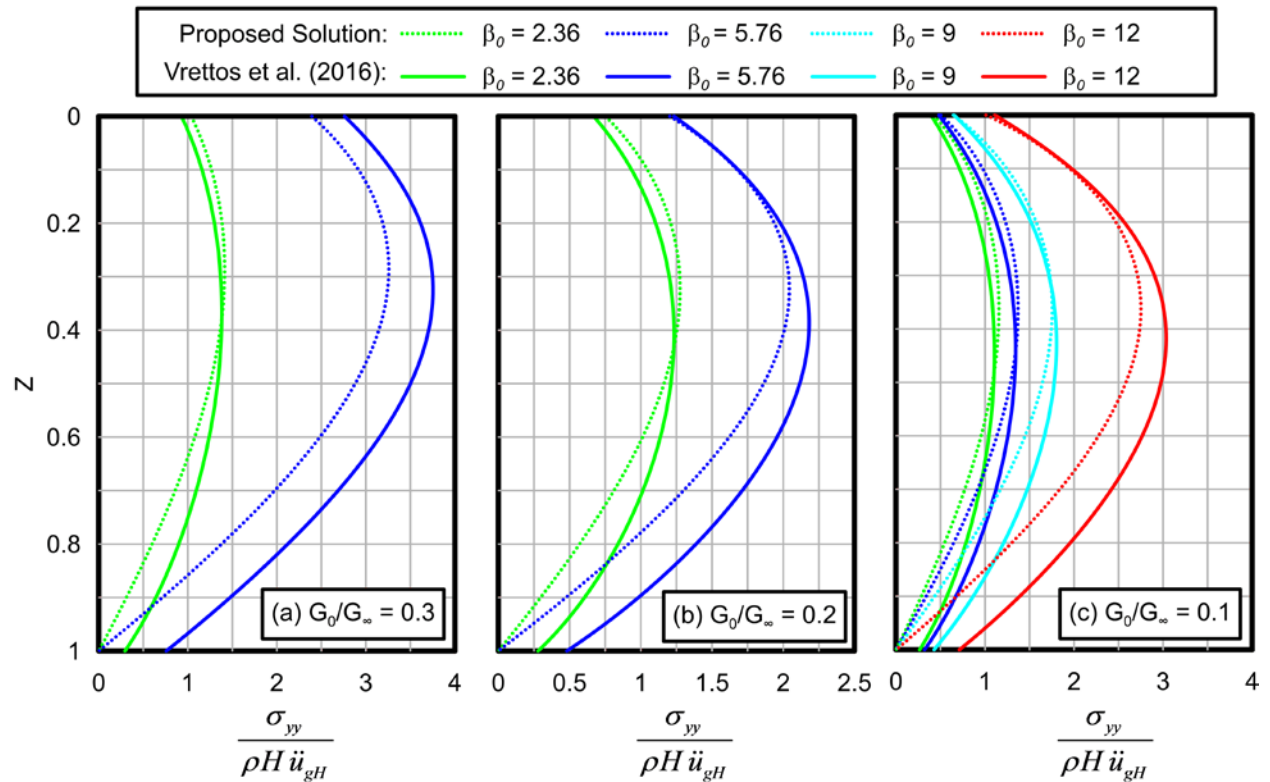 Proposed Solution: β0 = 2.36 β0 = 5.76 β0 = 9 β0 = 12
Vrettos et al. (2016): β0 = 2.36 β0 = 5.76 β0 = 9 β0 = 12
0
0.2
0.4
z
0.6
0.8
1
(a) G0/G∞ = 0.3
(b) G0/G∞ = 0.2
(c) G0/G∞ = 0.1
0 1 2 3 4
0 0.5 1 1.5 2 2.5
0 1 2 3 4
σyy
ρH ügH
σyy
ρH ügH
σyy
ρH ügH